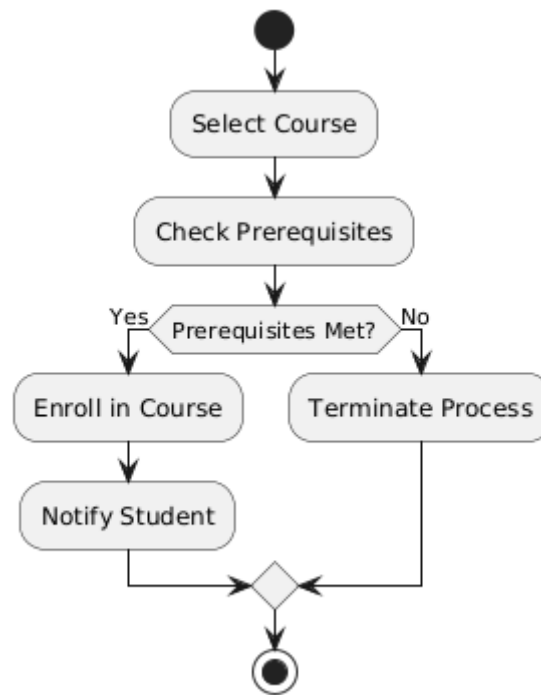 Select Course
Check Prerequisites
Yes
Prerequisites Met?
No
Enroll in Course
Terminate Process
Notify Student